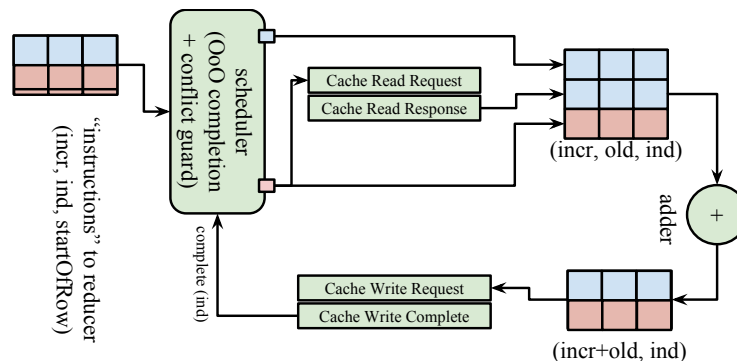 scheduler
(OoO completion
+ conflict guard)
Cache Read Request
Cache Read Response
(incr, old, ind)
"instructions" to reducer
(incr, ind, startOfRow)
+
adder
complete (ind)
Cache Write Request
Cache Write Complete
(incr+old, ind)